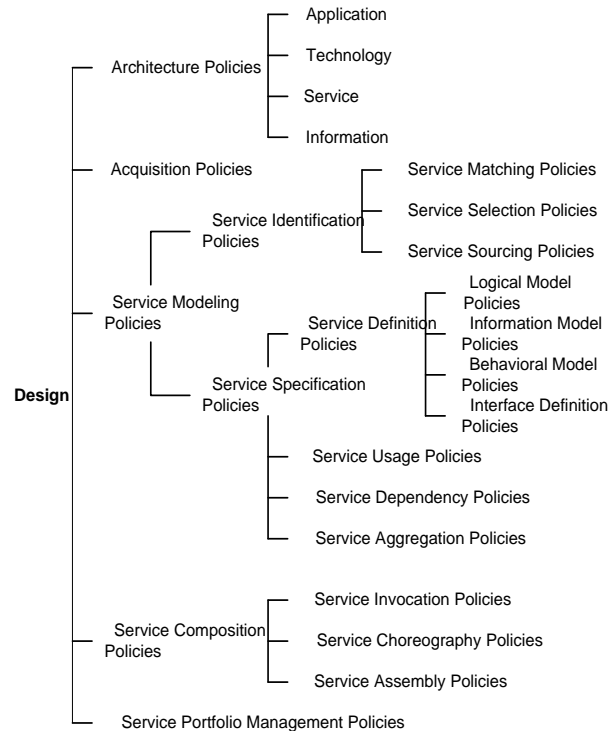 Application
Architecture Policies
Technology
Service
Information
Acquisition Policies
Service Matching Policies
Service Identification
Policies
Service Selection Policies
Service Sourcing Policies
Service Modeling
Policies
Logical Model
Policies
Service Definition
Policies
Information Model
Policies
Behavioral Model
Policies
Interface Definition
Policies
Service Specification
Policies
Design
Service Usage Policies
Service Dependency Policies
Service Aggregation Policies
Service Invocation Policies
Service Composition
Policies
Service Choreography Policies
Service Assembly Policies
Service Portfolio Management Policies